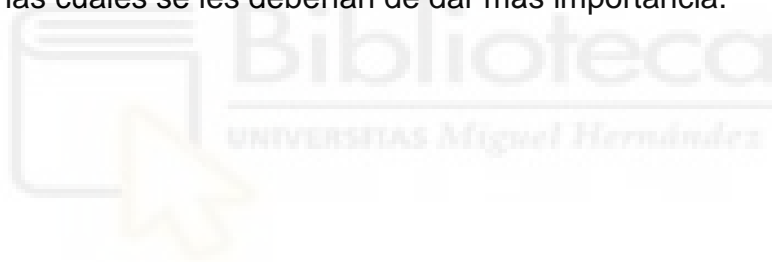 las cuales se les deberían de dar más importancia.
Biblioteca
UNIVERSITAS Miguel Hernández